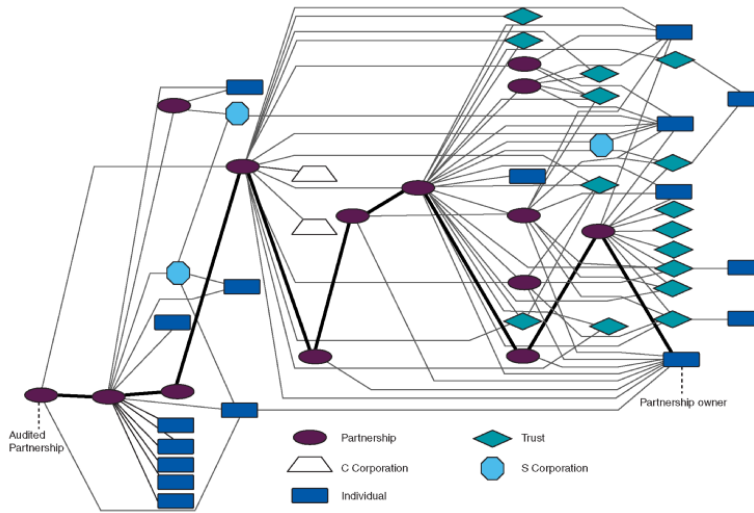 Audited
Partnership
Partnership owner
Partnership
Trust
C Corporation
S Corporation
Individual